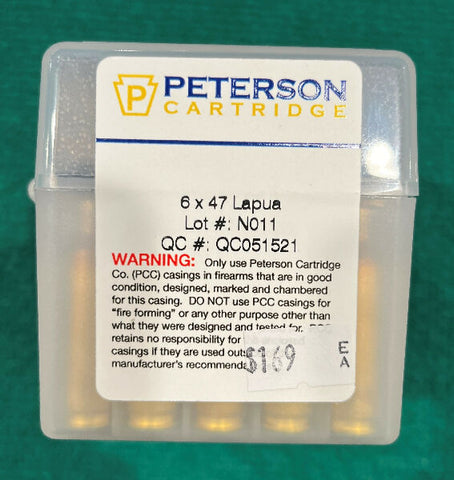 P
PETERSON
CARTRIDGE
6 x 47 Lapua
Lot #: N011
QC #: QC051521
WARNING: Only use Peterson Cartridge
Co. (PCC) casings in firearms that are in good
condition, designed, marked and chambered
for this casing. DO NOT use PCC casings for
"fire forming" or any other purpose other than
what they were designed and tested for. PCC
retains no responsibility for
casings if they are used
manufacturer's
$169
E
A